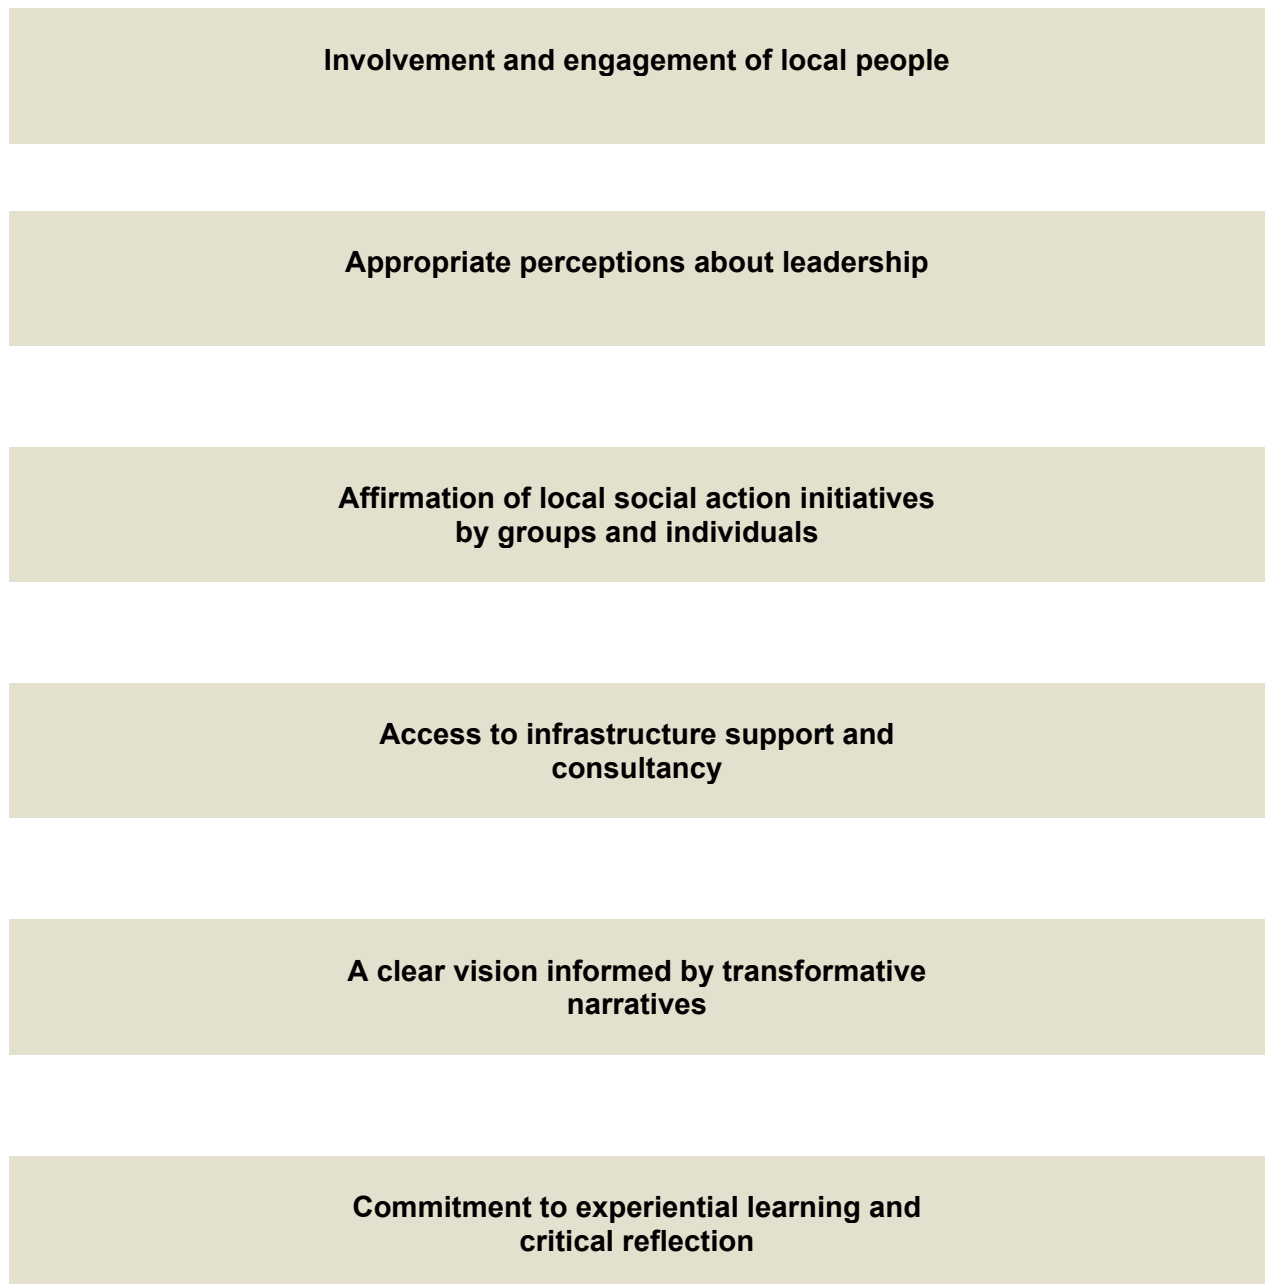 Involvement and engagement of local people
Appropriate perceptions about leadership
Affirmation of local social action initiatives
by groups and individuals
Access to infrastructure support and
consultancy
A clear vision informed by transformative
narratives
Commitment to experiential learning and
critical reflection